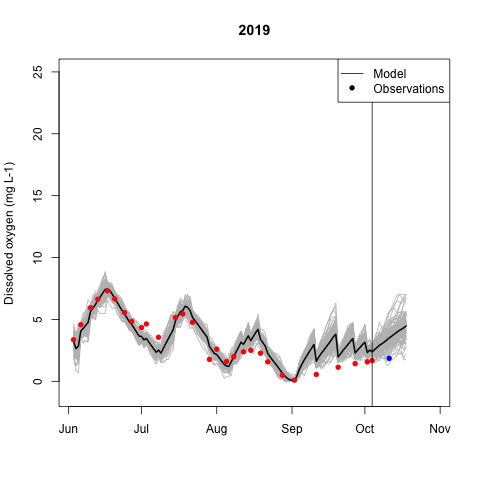 2019
Dissolved oxygen (mg L-1)
25
20
15
10
5
0
Model
Observations
Jun Jul Aug Sep Oct Nov